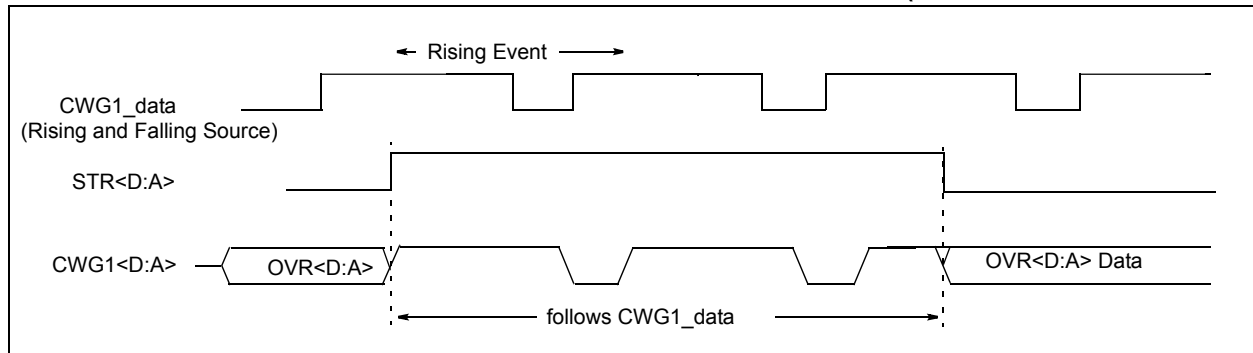 Rising Event
CWG1_data
(Rising and Falling Source)
STR<D:A>
CWG1<D:A>
OVR<D:A>
OVR<D:A> Data
follows CWG1_data